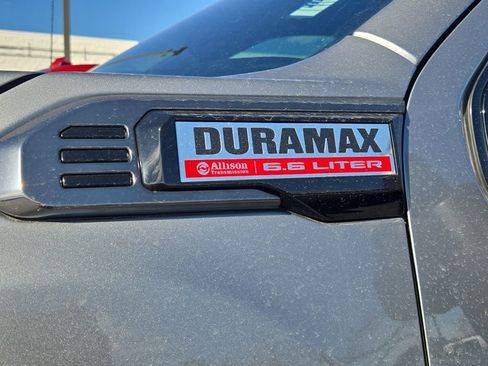 DURAMAX
Allison
Transmission
6.6 LITER